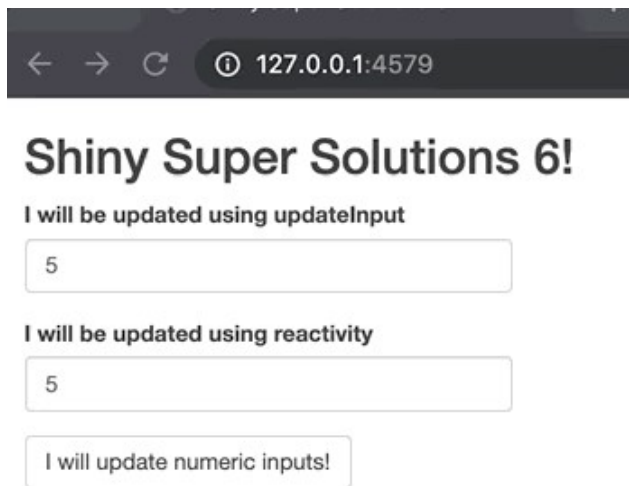 127.0.0.1:4579
Shiny Super Solutions 6!
I will be updated using updateInput
5
I will be updated using reactivity
5
I will update numeric inputs!